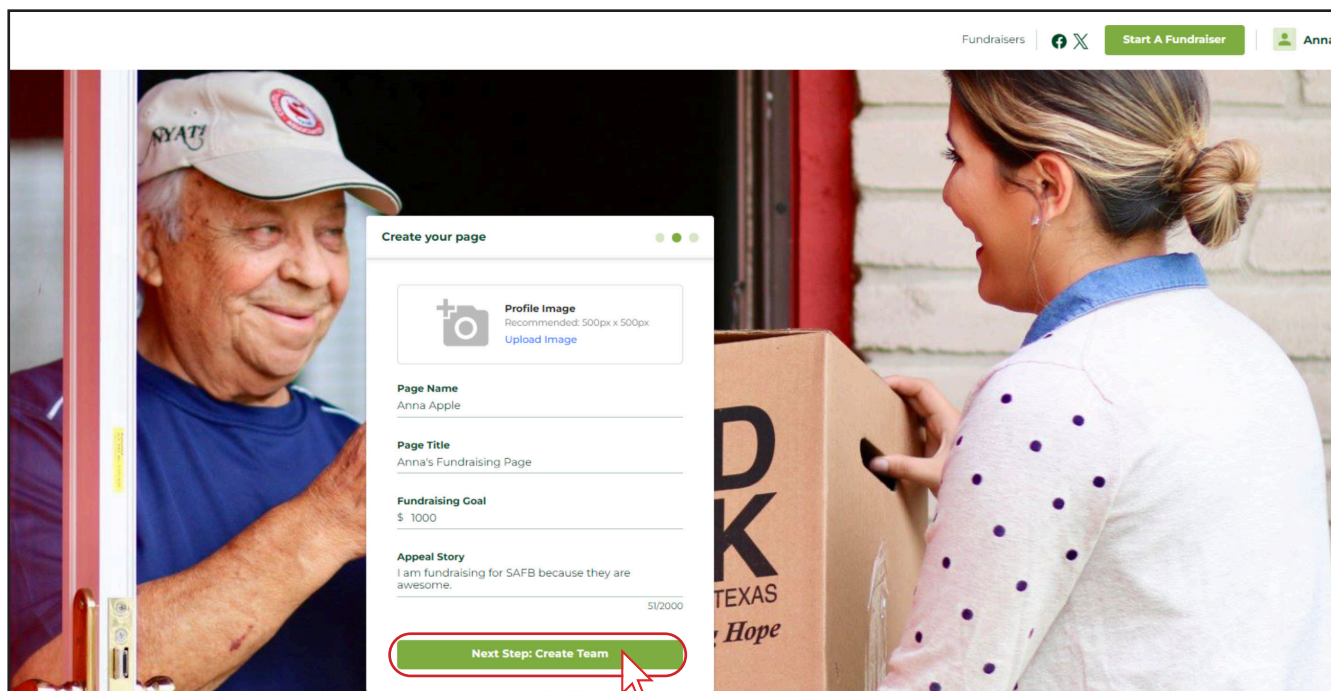 Fundraisers
Start A Fundraiser
Anna
NYATI
Create your page
Profile Image
Recommended: 500px x 500px
Upload Image
Page Name
Anna Apple
Page Title
Anna's Fundraising Page
Fundraising Goal
$ 1000
Appeal Story
I am fundraising for SAFB because they are
awesome.
51/2000
Next Step: Create Team
D
K
TEXAS
Hope